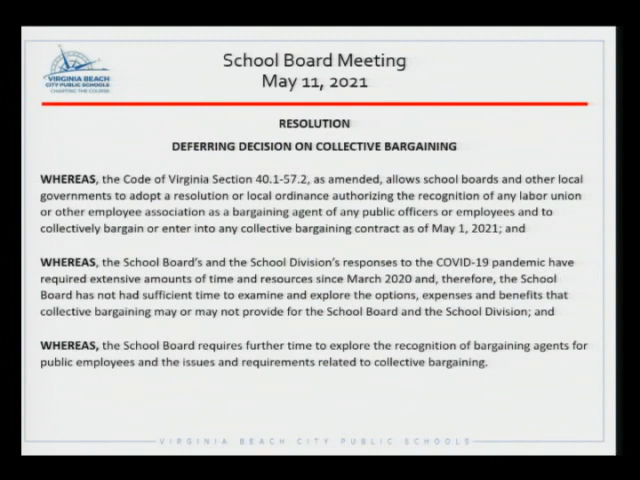 VIRGINIA BEACH
CITY PUBLIC SCHOOLS
CHARTING THE COURSE
School Board Meeting
May 11, 2021
RESOLUTION
DEFERRING DECISION ON COLLECTIVE BARGAINING
WHEREAS, the Code of Virginia Section 40.1-57.2, as amended, allows school boards and other local
governments to adopt a resolution or local ordinance authorizing the recognition of any labor union
or other employee association as a bargaining agent of any public officers or employees and to
collectively bargain or enter into any collective bargaining contract as of May 1, 2021; and
WHEREAS, the School Board's and the School Division's responses to the COVID-19 pandemic have
required extensive amounts of time and resources since March 2020 and, therefore, the School
Board has not had sufficient time to examine and explore the options, expenses and benefits that
collective bargaining may or may not provide for the School Board and the School Division; and
WHEREAS, the School Board requires further time to explore the recognition of bargaining agents for
public employees and the issues and requirements related to collective bargaining.
VIRGINIA BEACH CITY PUBLIC SCHOOLS